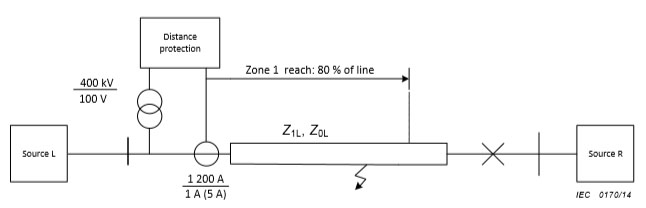 Distance
protection
Zone 1 reach: 80 % of line
400 kV
100 V
Z1L, Z0L
Source L
Source R
1 200 A
1 A (5 A)
IEC 0170/14